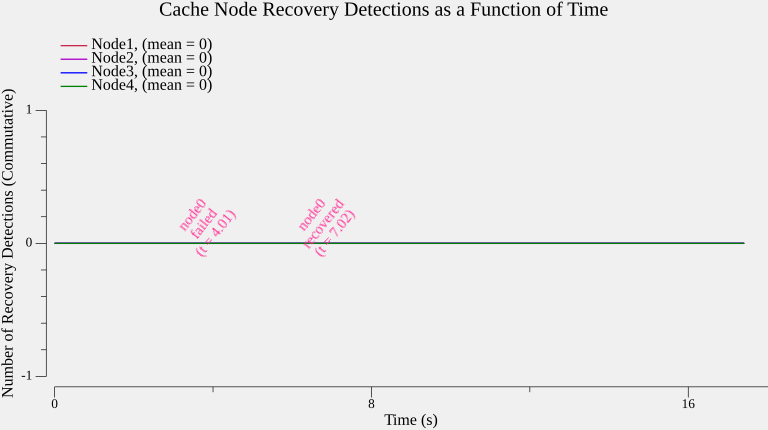 Cache Node Recovery Detections as a Function of Time
Node1, (mean = 0)
Node2, (mean = 0)
Node3, (mean = 0)
Node4, (mean = 0)
Number of Recovery Detections (Commutative)
1
0
-1
node0
failed
(t = 4.01)
node0
recovered
(t = 7.02)
0
8
16
Time (s)